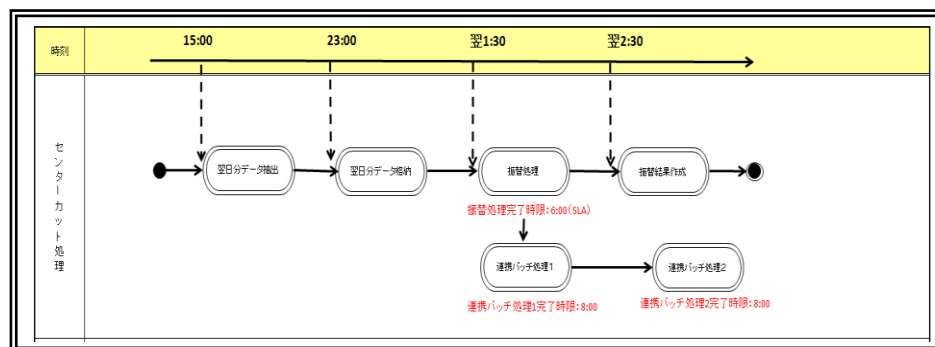 時刻
15:00
23:00
翌1:30
翌2:30
センターカット処理
翌日分データ抽出
翌日分データ格納
振替処理
振替結果作成
振替処理完了時限:6:00(SLA)
連携バッチ処理1
連携バッチ処理2
連携バッチ処理1完了時限:8:00
連携バッチ処理2完了時限:8:00